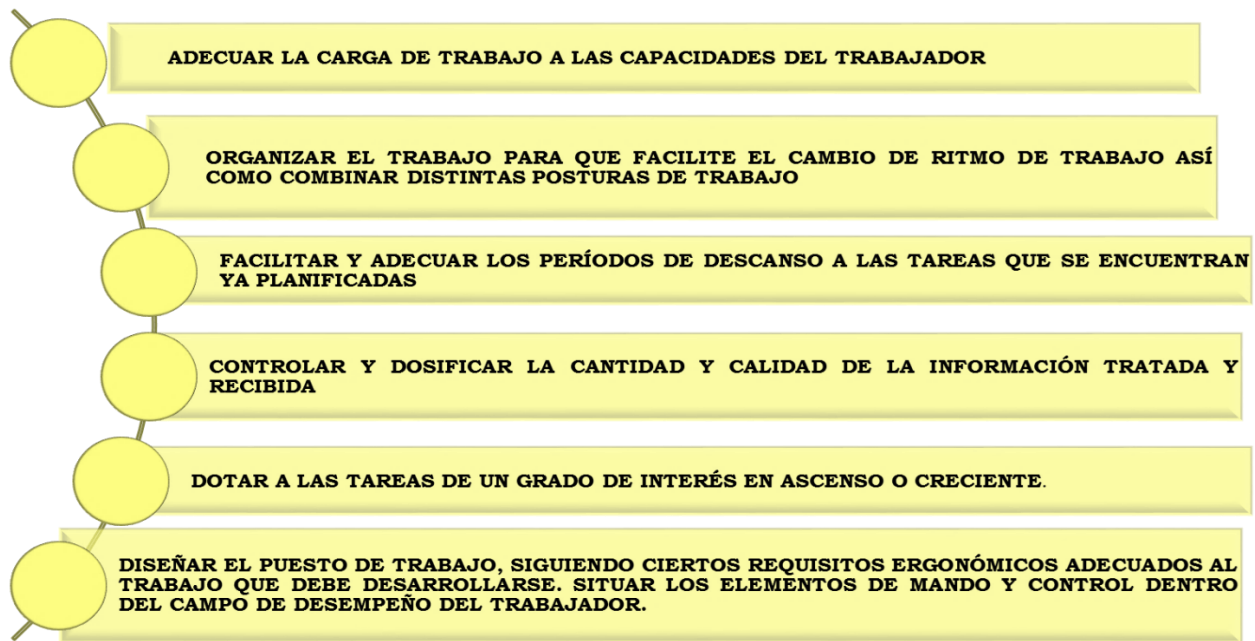 ADECUAR LA CARGA DE TRABAJO A LAS CAPACIDADES DEL TRABAJADOR
ORGANIZAR EL TRABAJO PARA QUE FACILITE EL CAMBIO DE RITMO DE TRABAJO ASÍ
COMO COMBINAR DISTINTAS POSTURAS DE TRABAJO
FACILITAR Y ADECUAR LOS PERÍODOS DE DESCANSO A LAS TAREAS QUE SE ENCUENTRAN
YA PLANIFICADAS
CONTROLAR Y DOSIFICAR LA CANTIDAD Y CALIDAD DE LA INFORMACIÓN TRATADA Y
RECIBIDA
DOTAR A LAS TAREAS DE UN GRADO DE INTERÉS EN ASCENSO O CRECIENTE.
DISEÑAR EL PUESTO DE TRABAJO, SIGUIENDO CIERTOS REQUISITOS ERGONÓMICOS ADECUADOS AL
TRABAJO QUE DEBE DESARROLLARSE. SITUAR LOS ELEMENTOS DE MANDO Y CONTROL DENTRO
DEL CAMPO DE DESEMPEÑO DEL TRABAJADOR.